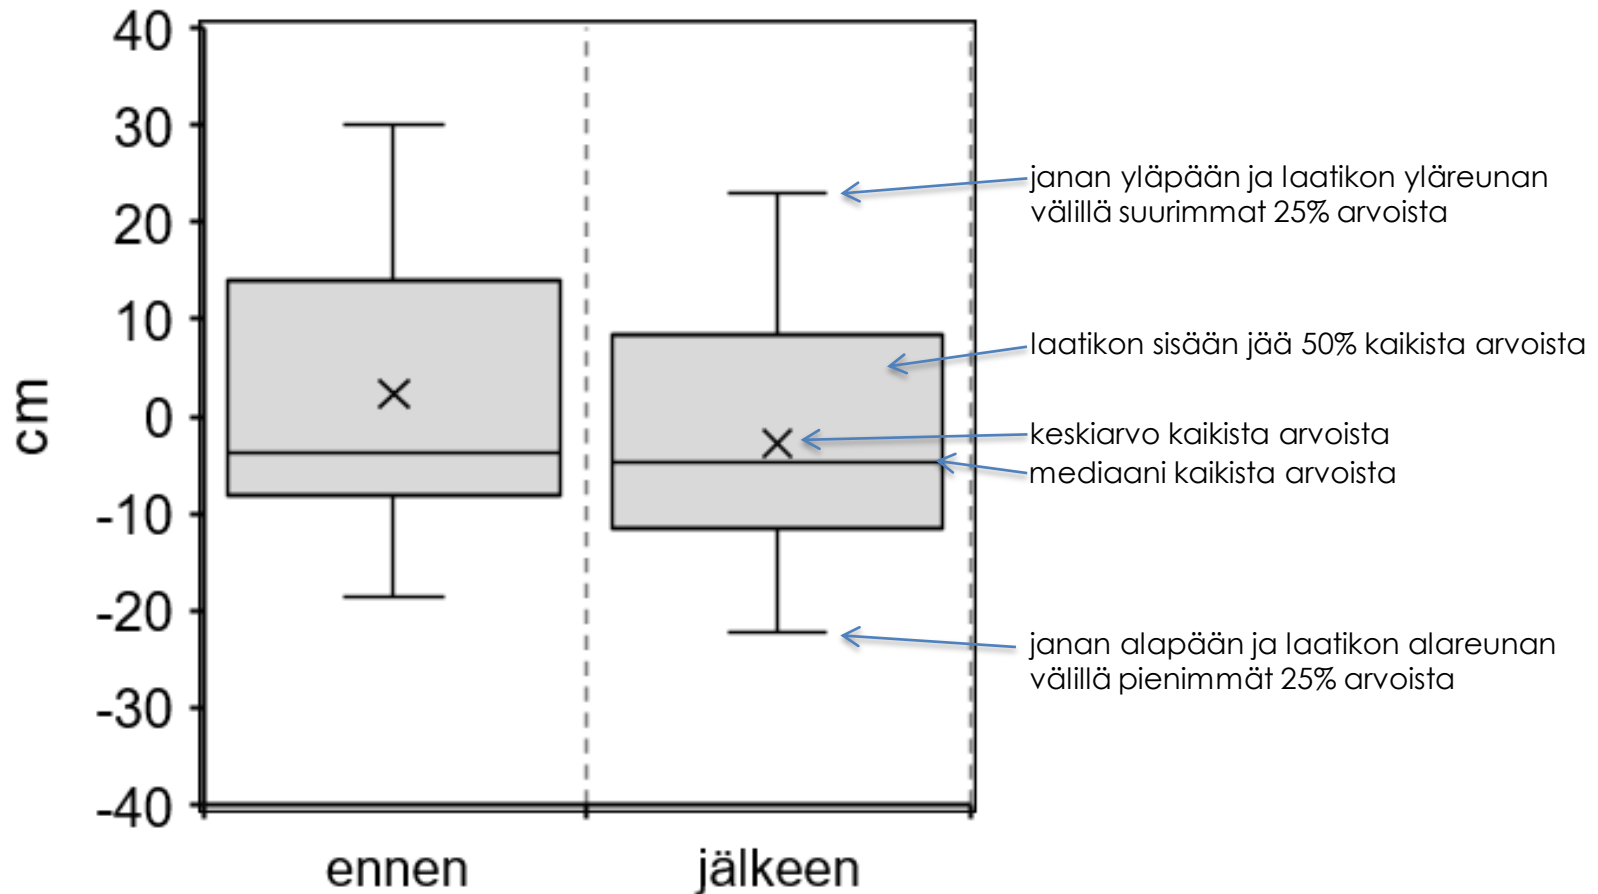 40
30
20
10
0
-10
-20
-30
-40
cm
ennen
jälkeen
janan yläpään ja laatikon yläreunan
välillä suurimmat 25% arvoista
laatikon sisään jää 50% kaikista arvoista
keskiarvo kaikista arvoista
mediaani kaikista arvoista
janan alapään ja laatikon alareunan
välillä pienimmät 25% arvoista